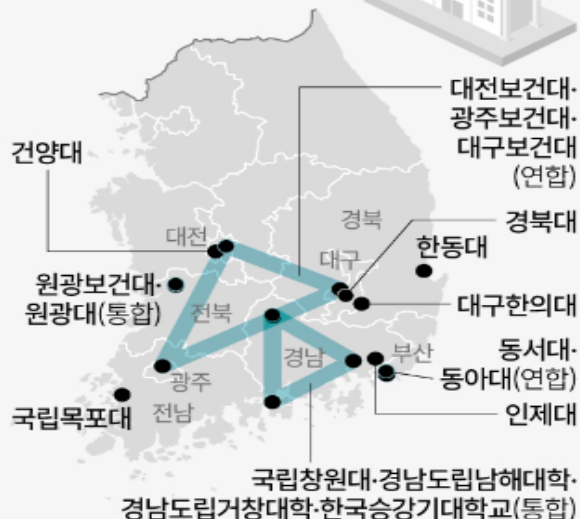 대전보건대·
광주보건대·
대구보건대
(연합)
건양대
경북
경북대
대전
대구
한동대
원광보건대·
원광대(통합)
전북
대구한의대
경남
부산
동서대·
동아대(연합)
광주
전남
국립목포대
인제대
국립창원대·경남도립남해대학·
경남도립거창대학·한국승강기대학교(통합)